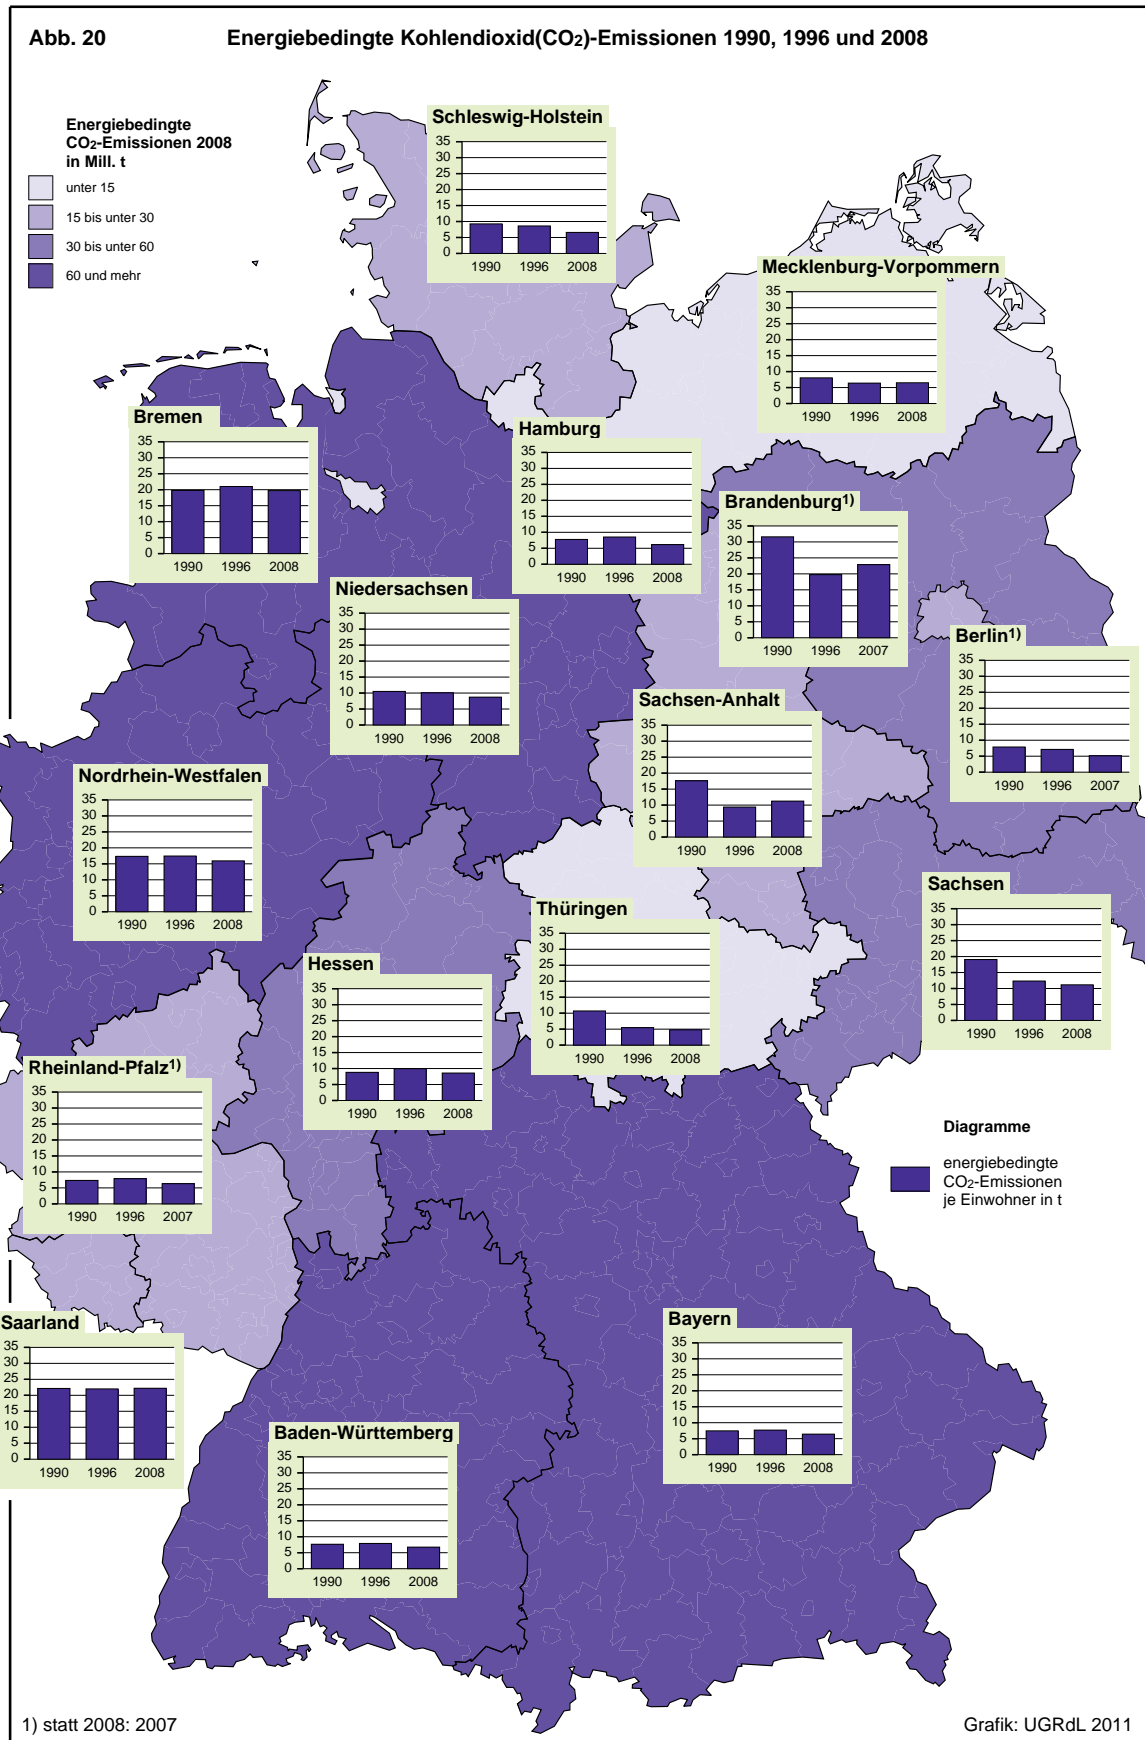 Abb. 20
Energiebedingte Kohlendioxid(CO2)-Emissionen 1990, 1996 und 2008
Energiebedingte
CO2-Emissionen 2008
in Mill. t
unter 15
15 bis unter 30
30 bis unter 60
60 und mehr
Schleswig-Holstein
35
30
25
20
15
10
5
0
1990 1996 2008
Mecklenburg-Vorpommern
35
30
25
20
15
10
5
0
1990 1996 2008
Bremen
35
30
25
20
15
10
5
0
1990 1996 2008
Hamburg
35
30
25
20
15
10
5
0
1990 1996 2008
Brandenburg1)
35
30
25
20
15
10
5
0
1990 1996 2007
Niedersachsen
35
30
25
20
15
10
5
0
1990 1996 2008
Berlin1)
35
30
25
20
15
10
5
0
1990 1996 2007
Sachsen-Anhalt
35
30
25
20
15
10
5
0
1990 1996 2008
Nordrhein-Westfalen
35
30
25
20
15
10
5
0
1990 1996 2008
Sachsen
35
30
25
20
15
10
5
0
1990 1996 2008
Thüringen
35
30
25
20
15
10
5
0
1990 1996 2008
Hessen
35
30
25
20
15
10
5
0
1990 1996 2008
Rheinland-Pfalz1)
35
30
25
20
15
10
5
0
1990 1996 2007
Diagramme
energiebedingte
CO2-Emissionen
je Einwohner in t
Saarland
35
30
25
20
15
10
5
0
1990 1996 2008
Bayern
35
30
25
20
15
10
5
0
1990 1996 2008
Baden-Württemberg
35
30
25
20
15
10
5
0
1990 1996 2008
1) statt 2008: 2007
Grafik: UGRdL 2011